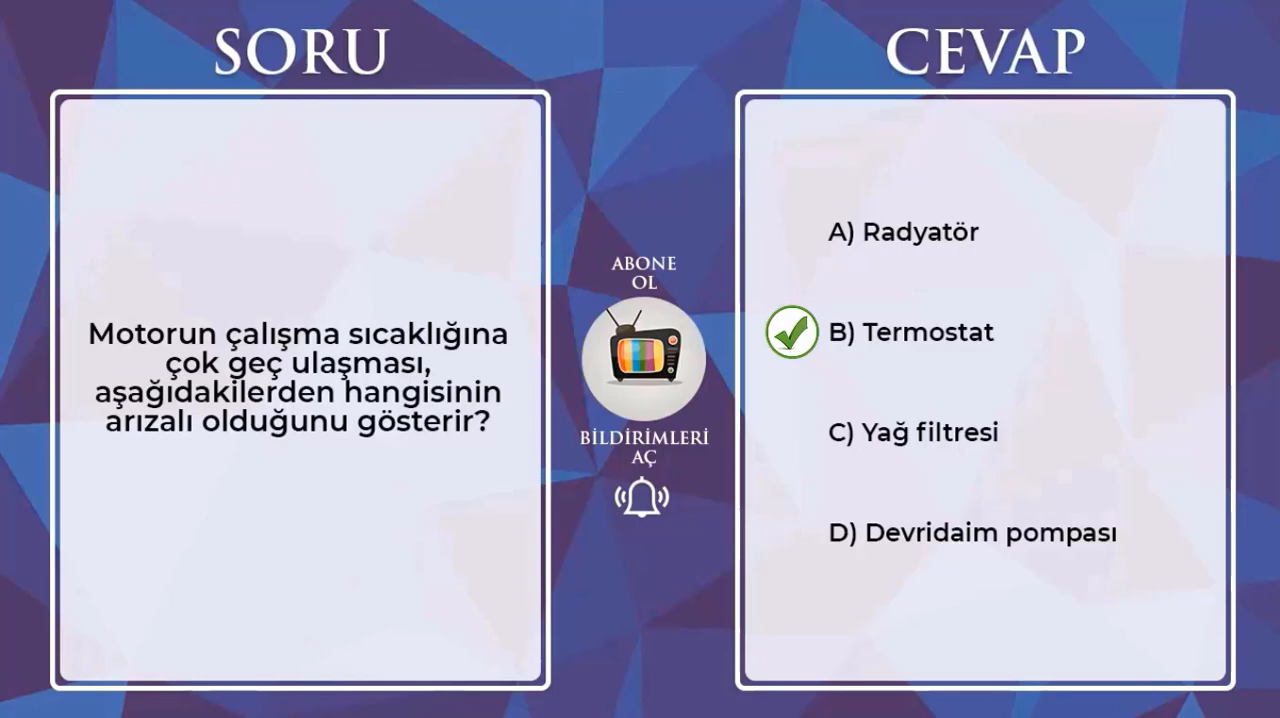 SORU
Motorun çalışma sıcaklığına
çok geç ulaşması,
aşağıdakilerden hangisinin
arızalı olduğunu gösterir?
ABONE
OL
BİLDİRİMLERİ
AÇ
CEVAP
A) Radyatör
B) Termostat
C) Yağ filtresi
D) Devridaim pompası